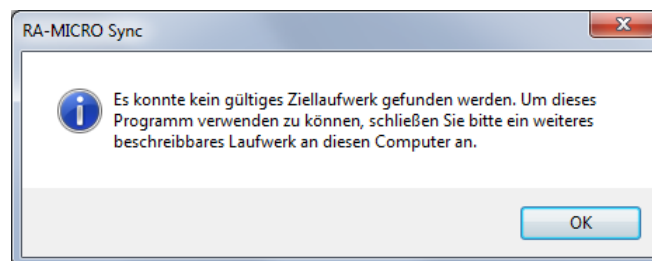 RA-MICRO Sync
Es konnte kein gültiges Ziellaufwerk gefunden werden. Um dieses
Programm verwenden zu können, schließen Sie bitte ein weiteres
beschreibbares Laufwerk an diesen Computer an.
OK